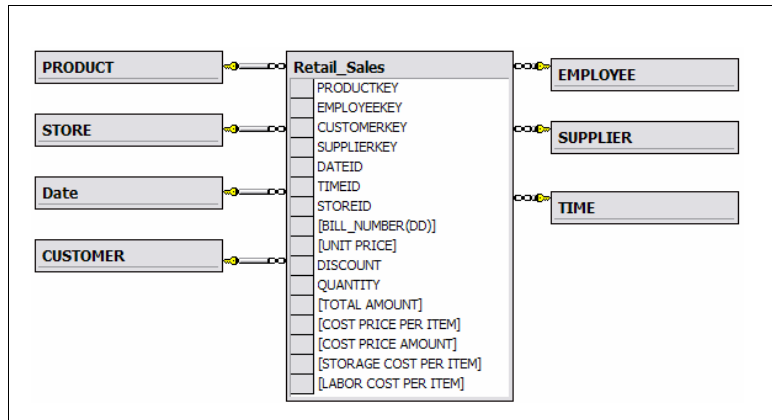 PRODUCT
STORE
Date
CUSTOMER
Retail_Sales
PRODUCTKEY
EMPLOYEEKEY
CUSTOMERKEY
SUPPLIERKEY
DATEID
TIMEID
STOREID
[BILL_NUMBER(DD)]
[UNIT PRICE]
DISCOUNT
QUANTITY
[TOTAL AMOUNT]
[COST PRICE PER ITEM]
[COST PRICE AMOUNT]
[STORAGE COST PER ITEM]
[LABOR COST PER ITEM]
EMPLOYEE
SUPPLIER
TIME